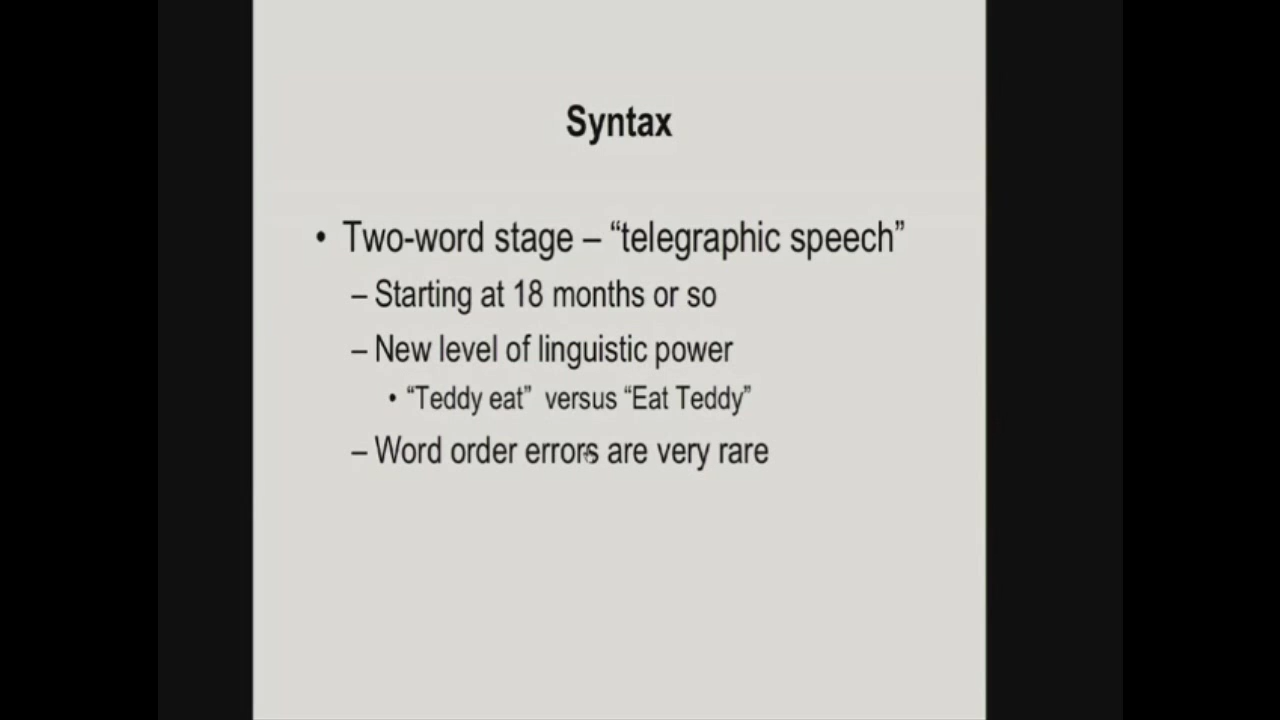 Syntax
• Two-word stage – “telegraphic speech”
– Starting at 18 months or so
– New level of linguistic power
• “Teddy eat” versus “Eat Teddy”
– Word order errors are very rare